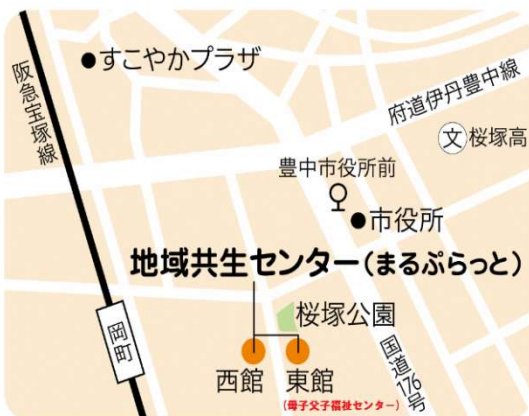 すこやかプラザ
阪急宝塚線
府道伊丹豊中線
文 桜塚高
豊中市役所前
市役所
地域共生センター(まるぷらっと)
桜塚公園
岡町
西館
東館
(母子父子福祉センター)
国道176号